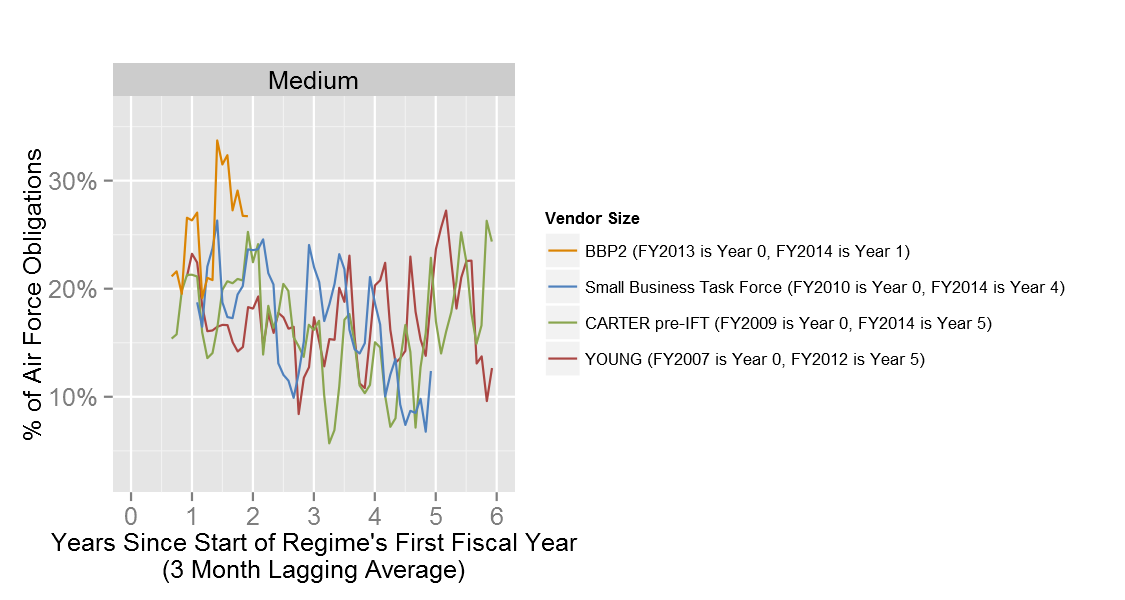 Medium
% of Air Force Obligations
30%
20%
10%
0 1 2 3 4 5 6
Years Since Start of Regime's First Fiscal Year
(3 Month Lagging Average)
Vendor Size
BBP2 (FY2013 is Year 0, FY2014 is Year 1)
Small Business Task Force (FY2010 is Year 0, FY2014 is Year 4)
CARTER pre-IFT (FY2009 is Year 0, FY2014 is Year 5)
YOUNG (FY2007 is Year 0, FY2012 is Year 5)